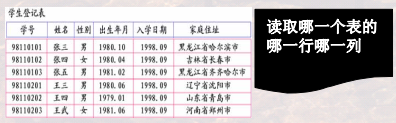 学生登记表
学号 姓名 性别 出生年月 入学日期 家庭住址
98110101 张三 男 1980.10 1998.09 黑龙江省哈尔滨市
98110102 张四 女 1980.04 1998.09 吉林省长春市
98110103 张五 男 1981.02 1998.09 黑龙江省齐齐哈尔市
98110201 王三 男 1980.06 1998.09 辽宁省沈阳市
98110202 王四 男 1979.01 1998.09 山东省青岛市
98110203 王武 女 1981.06 1998.09 河南省郑州市
读取哪一个表的
哪一行哪一列